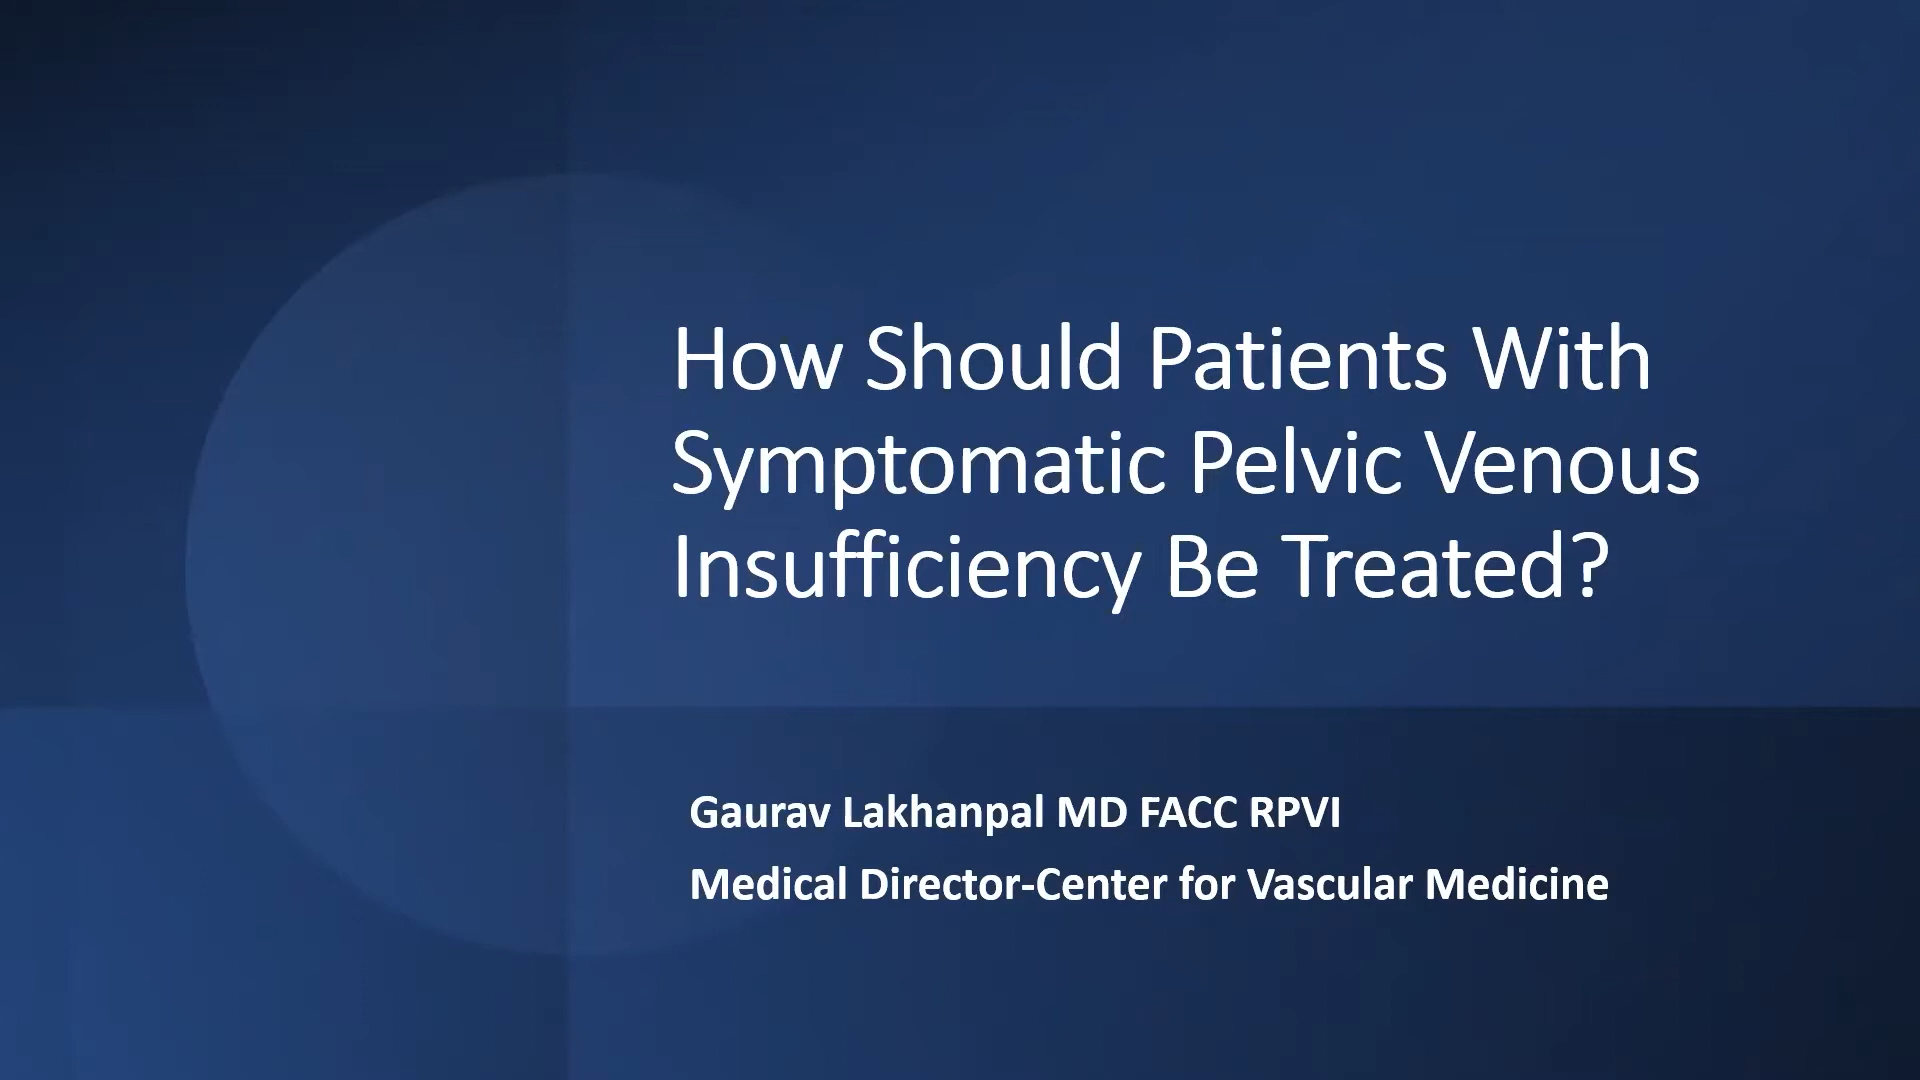 How Should Patients With
Symptomatic Pelvic Venous
Insufficiency Be Treated?
Gaurav Lakhanpal MD FACC RPVI
Medical Director-Center for Vascular Medicine